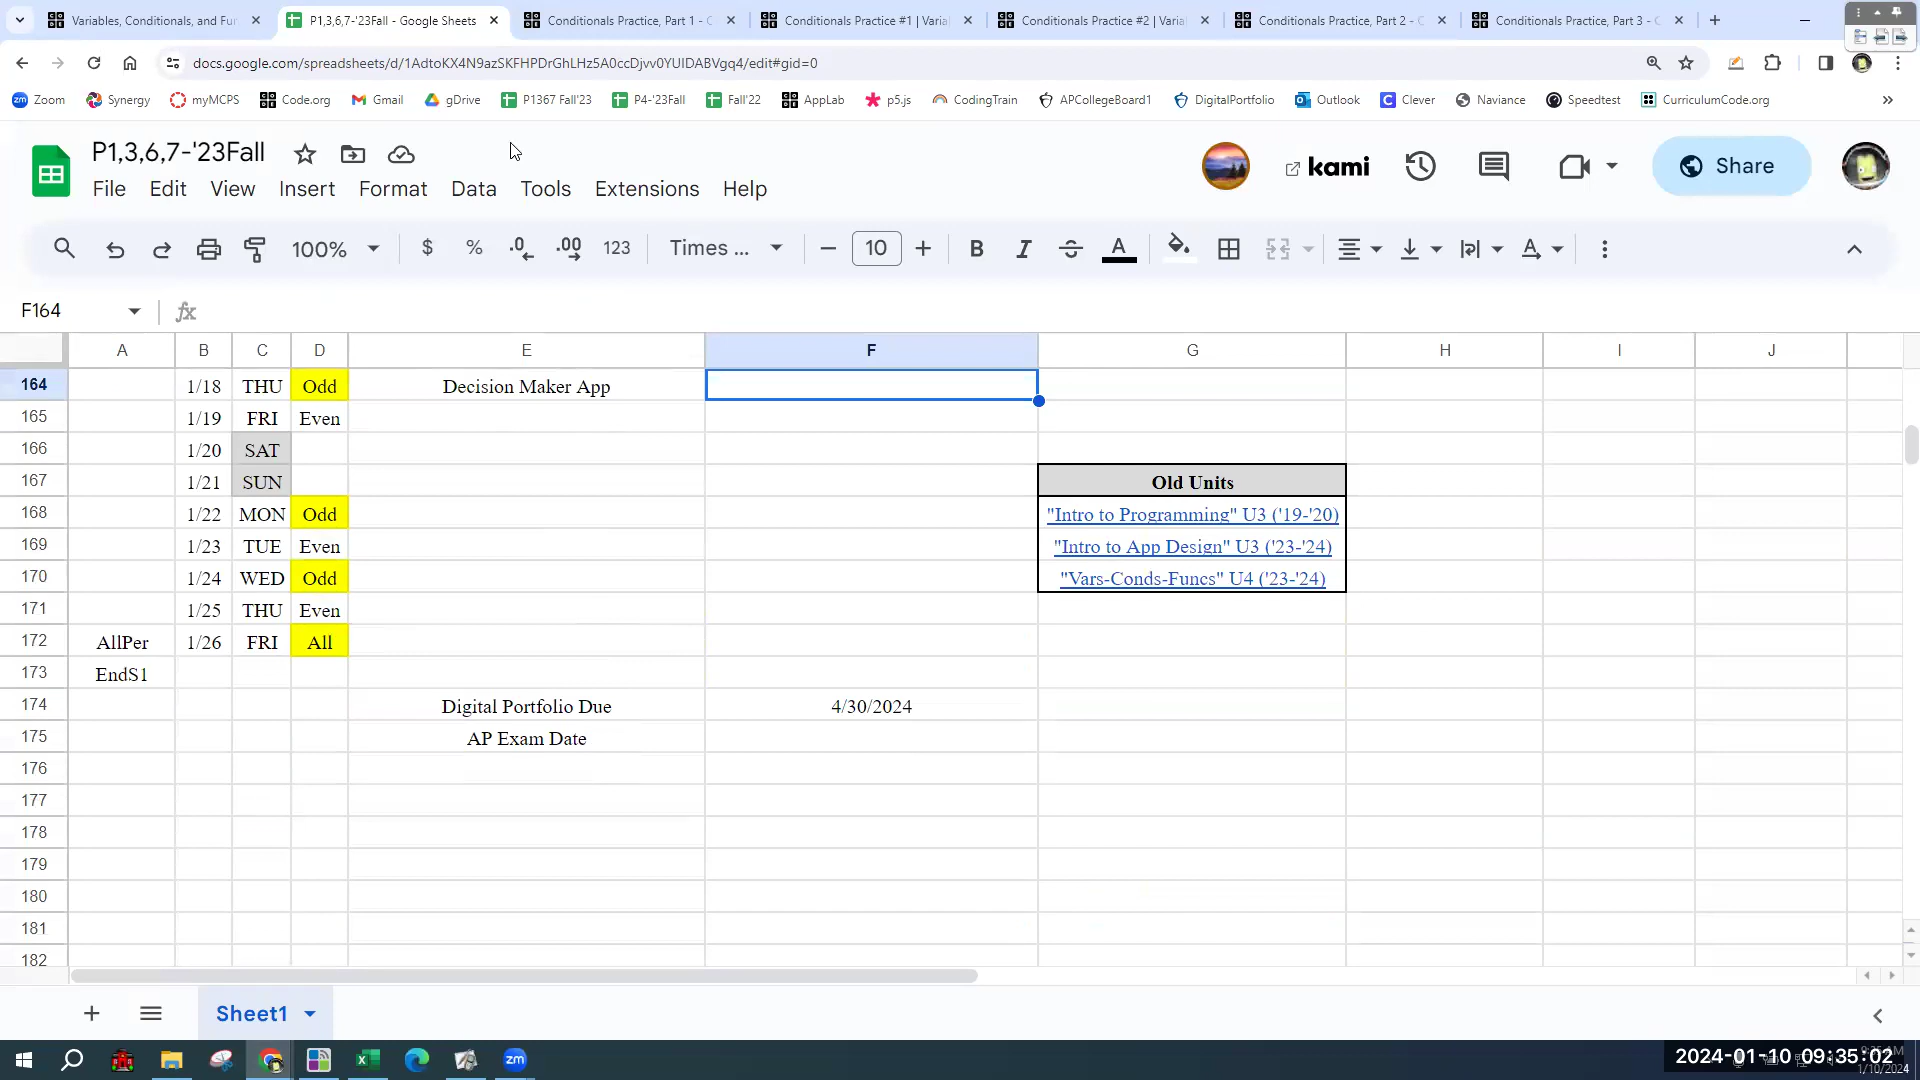 Variables, Conditionals, and Fun
P1,3,6,7-'23Fall - Google Sheets
Conditionals Practice, Part 1 - C
Conditionals Practice #1 | Varia
Conditionals Practice #2 | Varia
Conditionals Practice, Part 2 - C
Conditionals Practice, Part 3 - C
docs.google.com/spreadsheets/d/1AdtoKX4N9azSKFHPDrGhLHz5A0ccDjvv0YUIDABVgq4/edit#gid=0
Zoom Synergy myMCPS Code.org Gmail gDrive P1367 Fall'23 P4-'23Fall Fall'22 AppLab p5.js CodingTrain APCollegeBoard1 DigitalPortfolio Outlook Clever Naviance Speedtest CurriculumCode.org
P1,3,6,7-'23Fall
kami
Share
File Edit View Insert Format Data Tools Extensions Help
100% $ % .0 .00 123 Times ... 10 B I A
F164 fx
A B C D E F G H I J
164 1/18 THU Odd Decision Maker App
165 1/19 FRI Even
166 1/20 SAT
167 1/21 SUN Old Units
168 1/22 MON Odd "Intro to Programming" U3 ('19-'20)
169 1/23 TUE Even "Intro to App Design" U3 ('23-'24)
170 1/24 WED Odd "Vars-Conds-Funcs" U4 ('23-'24)
171 1/25 THU Even
172 AllPer 1/26 FRI All
173 EndS1
174 Digital Portfolio Due 4/30/2024
175 AP Exam Date
176
177
178
179
180
181
182
Sheet1
2024-01-10 09:35:02
1/10/2024